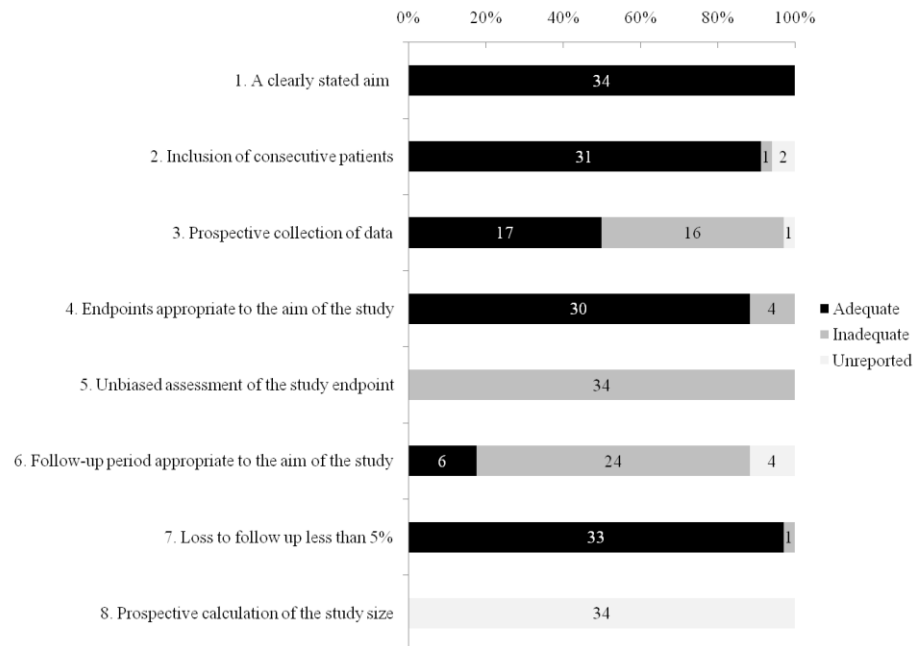 0% 20% 40% 60% 80% 100%
1. A clearly stated aim 34
2. Inclusion of consecutive patients 31 1 2
3. Prospective collection of data 17 16 1
4. Endpoints appropriate to the aim of the study 30 4
5. Unbiased assessment of the study endpoint 34
6. Follow-up period appropriate to the aim of the study 6 24 4
7. Loss to follow up less than 5% 33 1
8. Prospective calculation of the study size 34
Adequate
Inadequate
Unreported